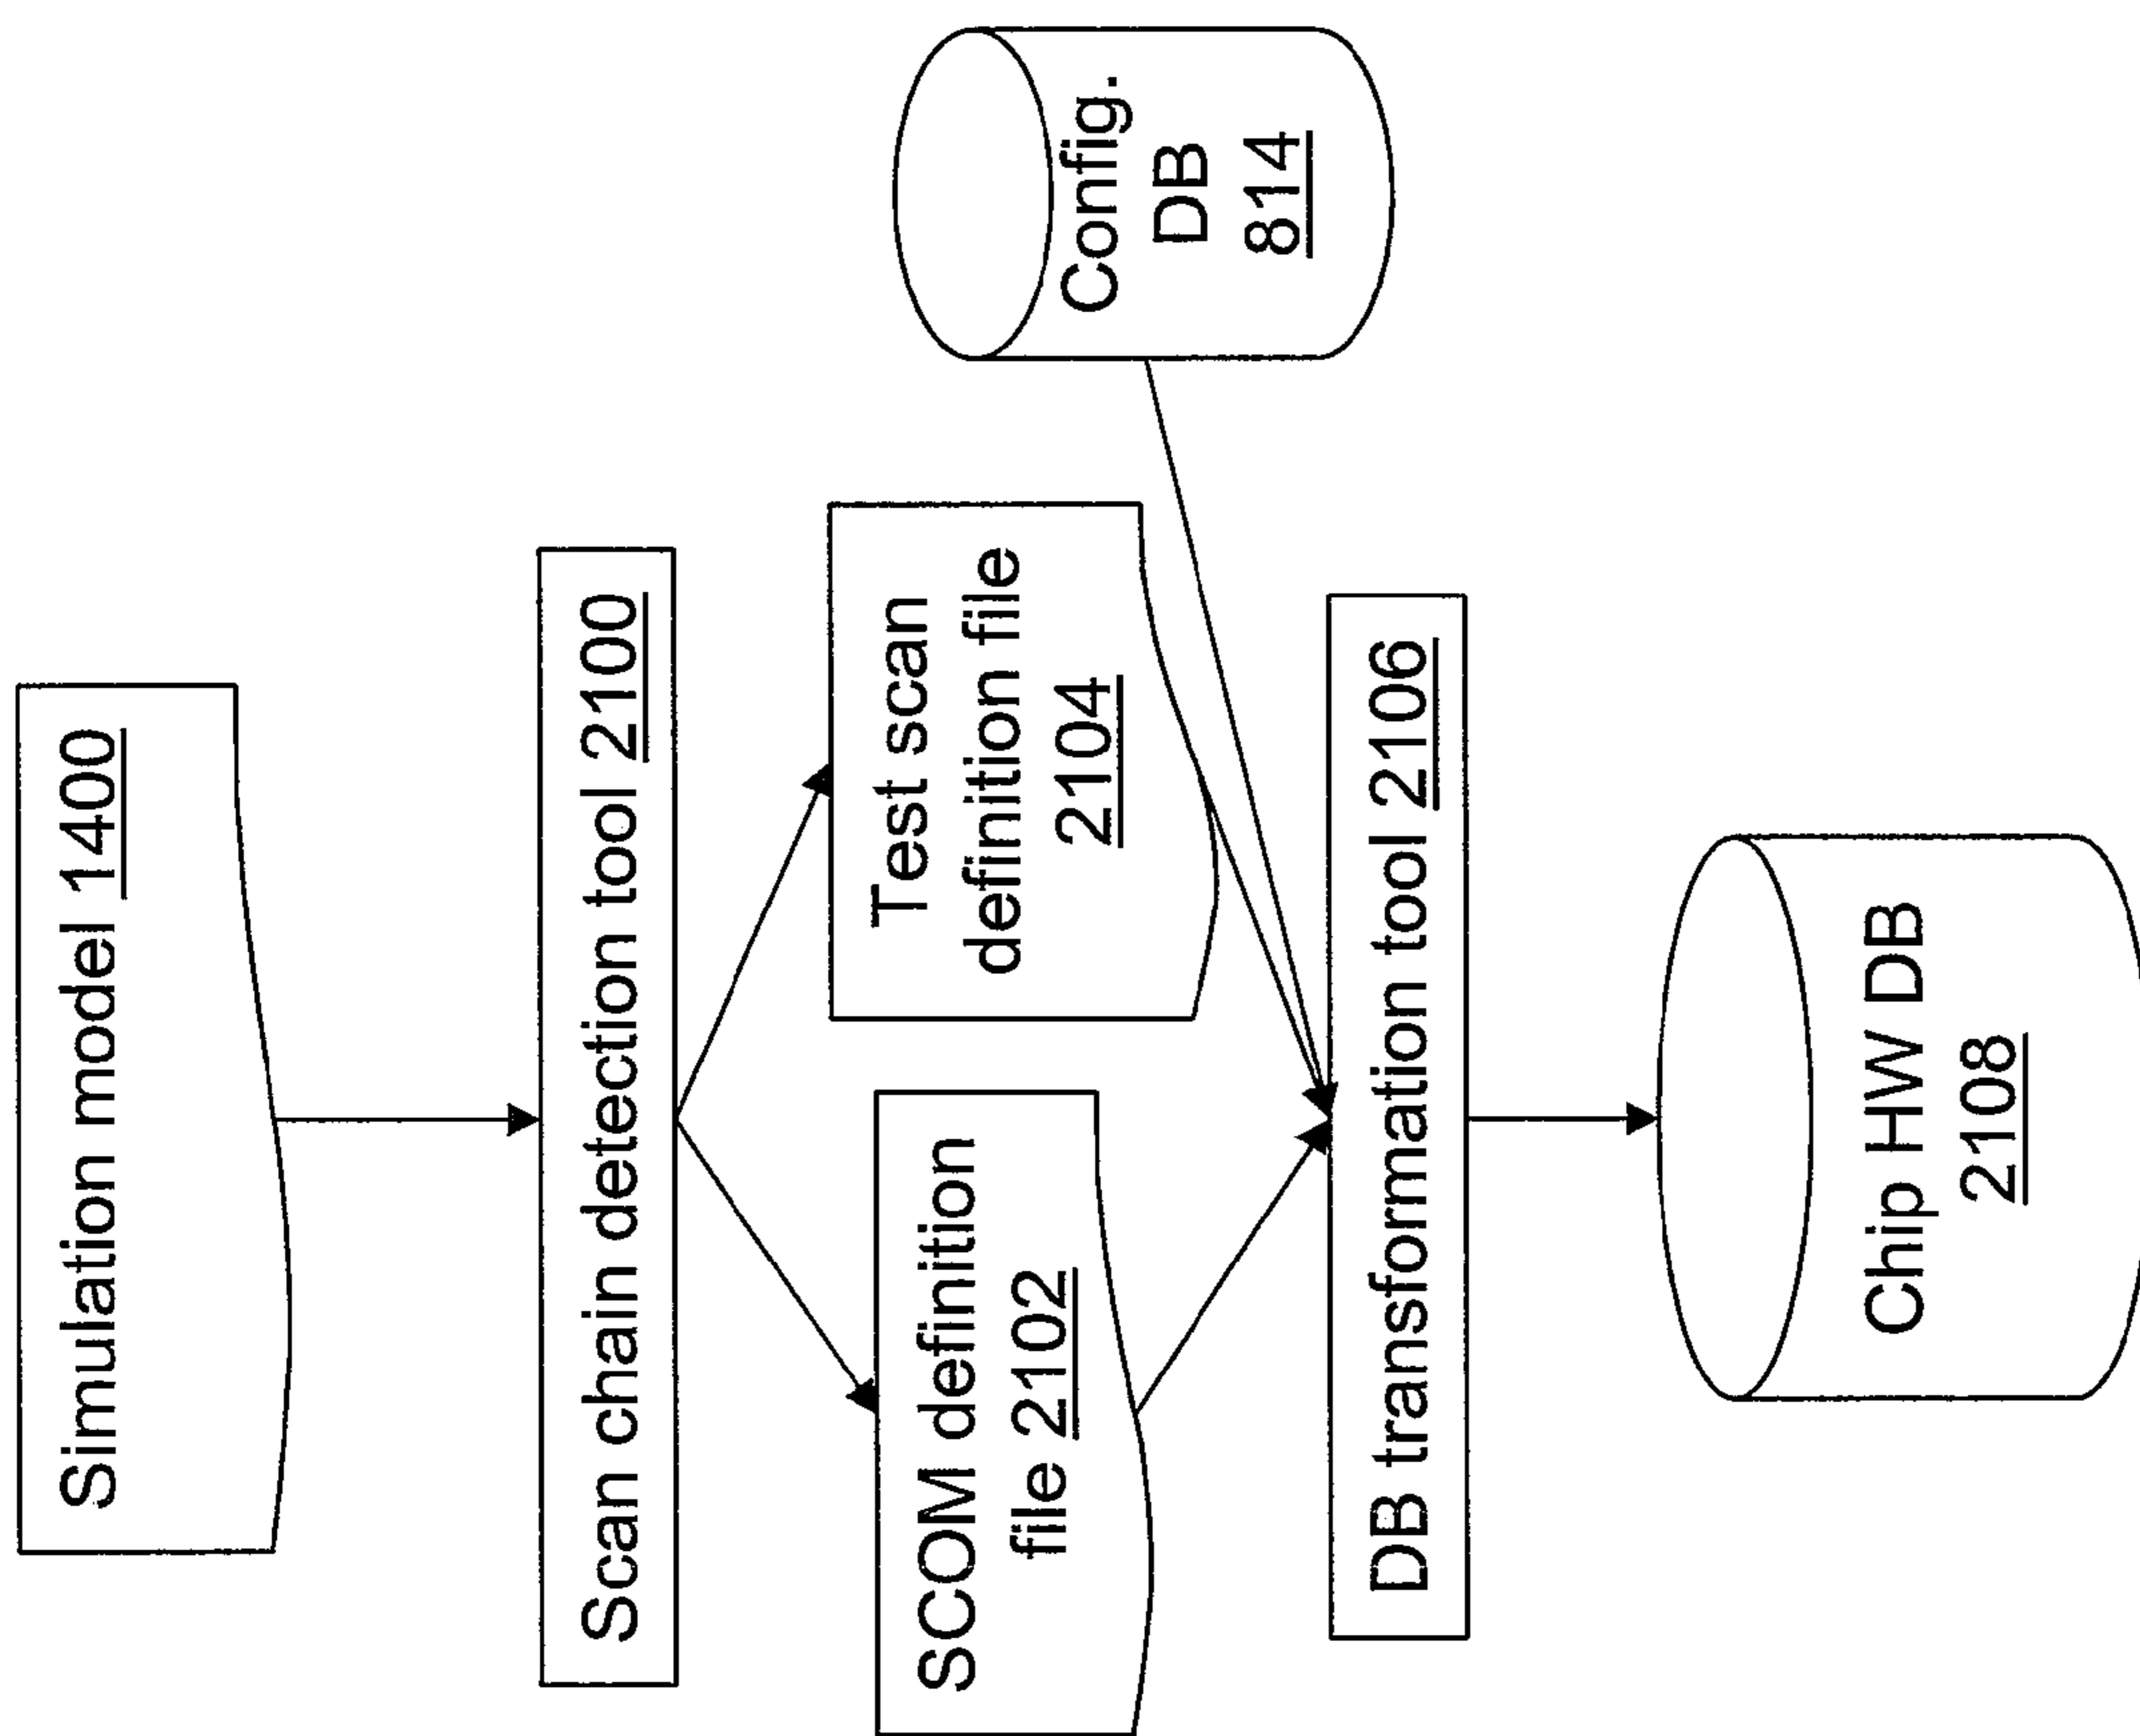 Simulation model 1400
Scan chain detection tool 2100
SCOM definition
file 2102
Test scan
definition file
2104
Config.
DB
814
DB transformation tool 2106
Chip HW DB
2108